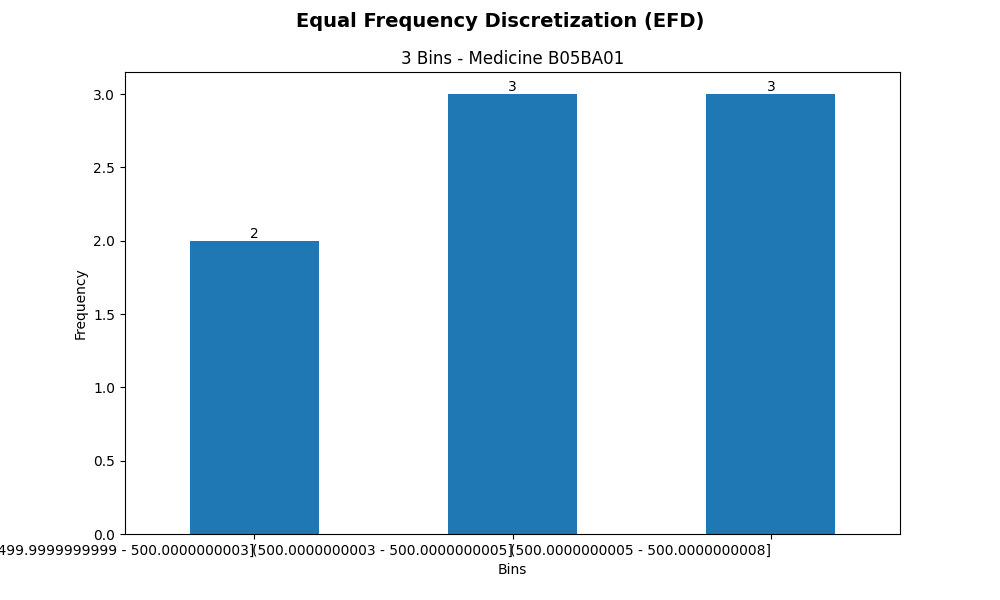 Equal Frequency Discretization (EFD)
3 Bins - Medicine B05BA01
3.0
2.5
2.0
1.5
1.0
0.5
0.0
Frequency
2
3
3
499.9999999999 - 500.0000000003]
(500.0000000003 - 500.0000000005]
(500.0000000005 - 500.0000000008]
Bins